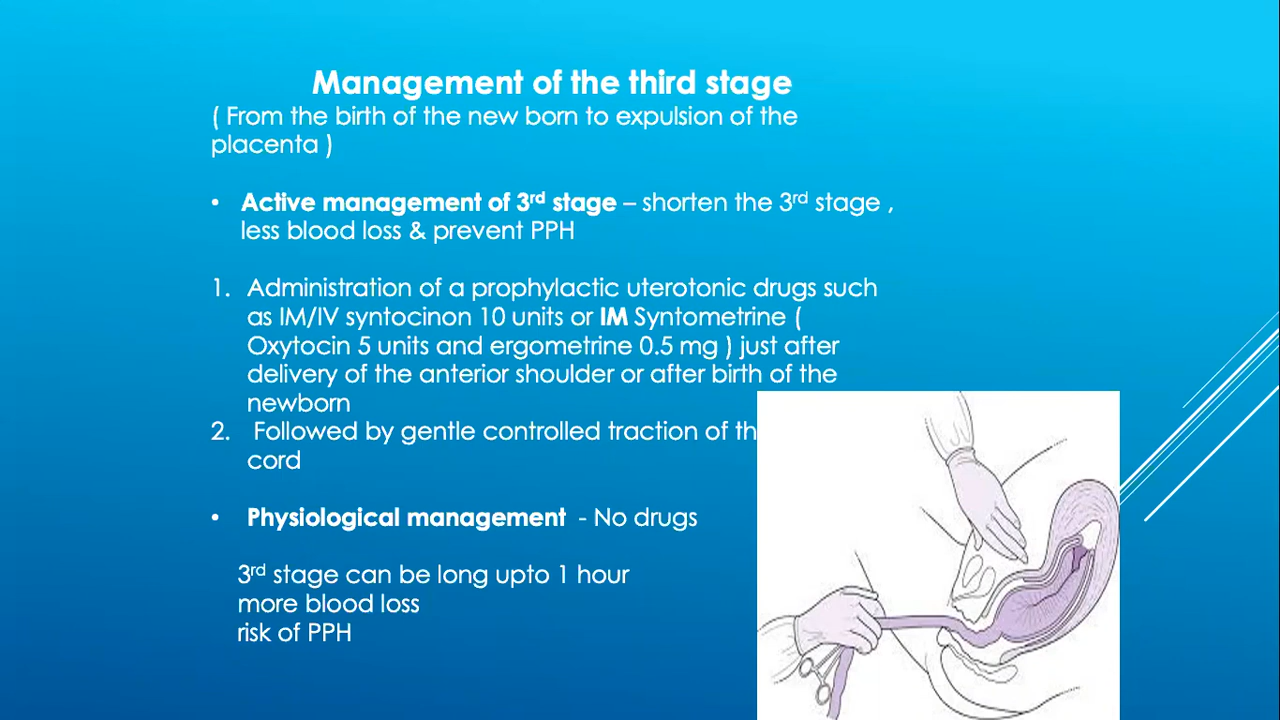 Management of the third stage
( From the birth of the new born to expulsion of the
placenta )
• Active management of 3rd stage – shorten the 3rd stage ,
less blood loss & prevent PPH
1. Administration of a prophylactic uterotonic drugs such
as IM/IV syntocinon 10 units or IM Syntometrine (
Oxytocin 5 units and ergometrine 0.5 mg ) just after
delivery of the anterior shoulder or after birth of the
newborn
2. Followed by gentle controlled traction of th
cord
• Physiological management - No drugs
3rd stage can be long upto 1 hour
more blood loss
risk of PPH